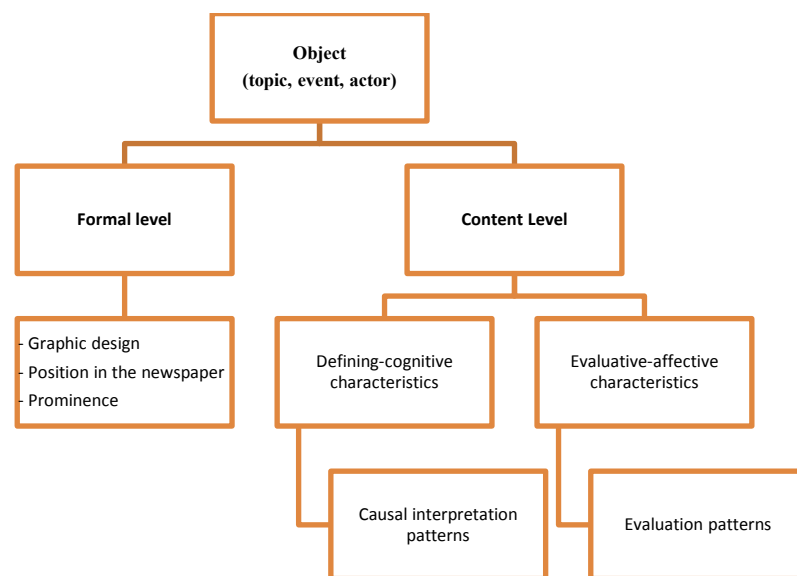 Object
(topic, event, actor)
Formal level
Content Level
- Graphic design
- Position in the newspaper
- Prominence
Defining-cognitive
characteristics
Evaluative-affective
characteristics
Causal interpretation
patterns
Evaluation patterns